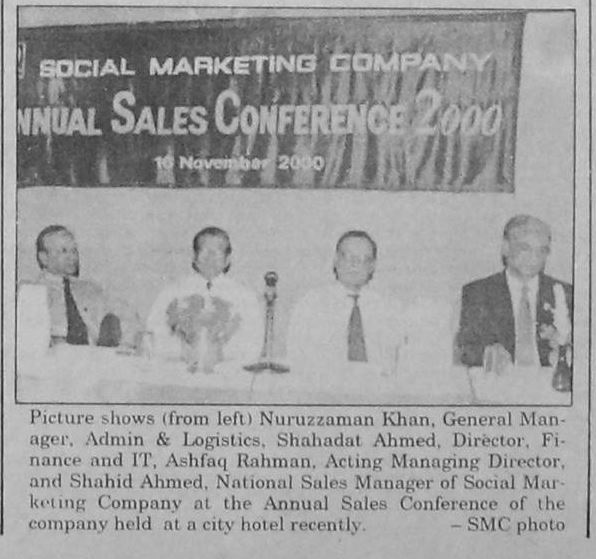 SOCIAL MARKETING COMPANY
NNUAL SALES CONFERENCE 2000
16 November 2000
Picture shows (from left) Nuruzzaman Khan, General Man-
ager, Admin & Logistics, Shahadat Ahmed, Director, Fi-
nance and IT, Ashfaq Rahman, Acting Managing Director,
and Shahid Ahmed, National Sales Manager of Social Mar-
keting Company at the Annual Sales Conference of the
company held at a city hotel recently. – SMC photo